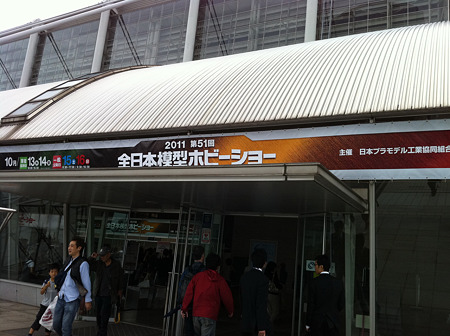 2011 第51回
全日本模型ホビーショー
10月 13 14 15 16
主催 日本プラモデル工業協同組合